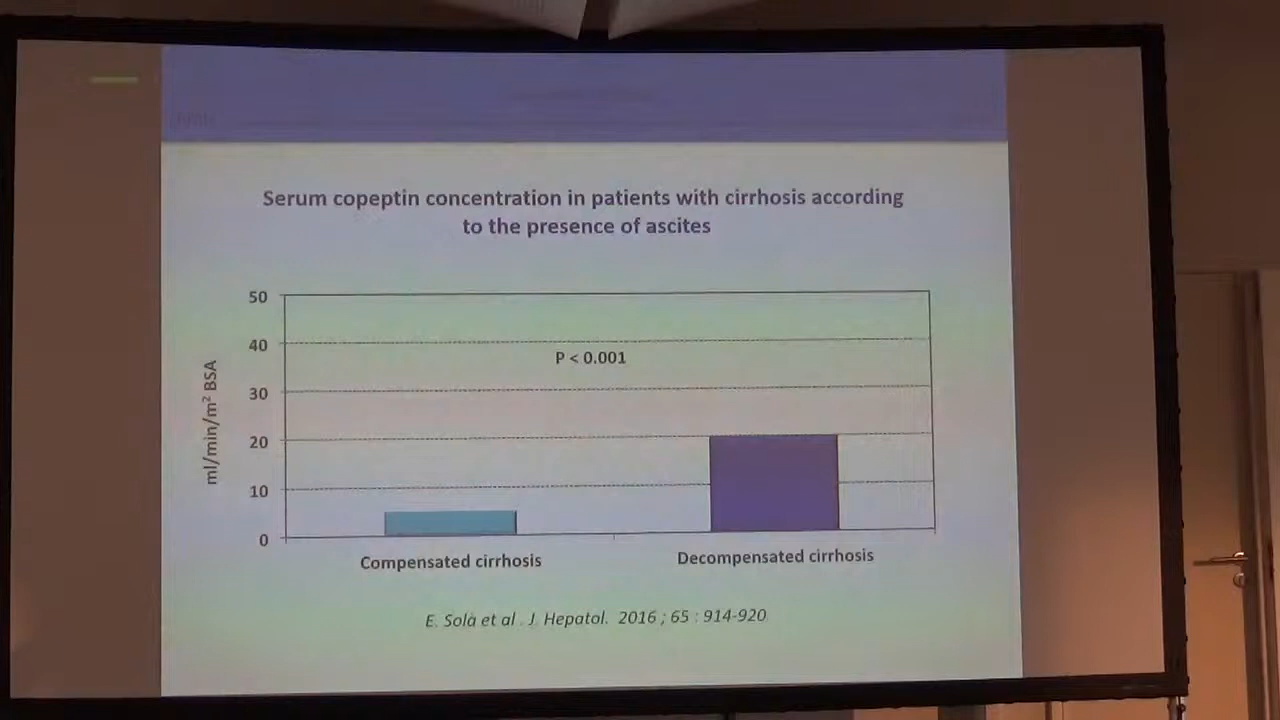 Serum copeptin concentration in patients with cirrhosis according
to the presence of ascites
50
40
30
20
10
0
ml/min/m² BSA
P < 0.001
Compensated cirrhosis
Decompensated cirrhosis
E. Solà et al . J. Hepatol. 2016 ; 65 : 914-920